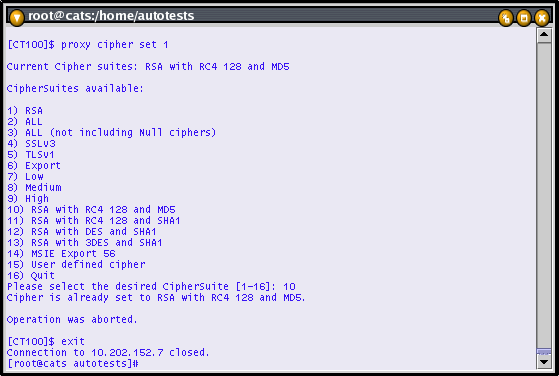 root@cats:/home/autotests
[CT100]$ proxy cipher set 1
Current Cipher suites: RSA with RC4 128 and MD5
CipherSuites available:
1) RSA
2) ALL
3) ALL (not including Null ciphers)
4) SSLv3
5) TLSv1
6) Export
7) Low
8) Medium
9) High
10) RSA with RC4 128 and MD5
11) RSA with RC4 128 and SHA1
12) RSA with DES and SHA1
13) RSA with 3DES and SHA1
14) MSIE Export 56
15) User defined cipher
16) Quit
Please select the desired CipherSuite [1-16]: 10
Cipher is already set to RSA with RC4 128 and MD5.
Operation was aborted.
[CT100]$ exit
Connection to 10.202.152.7 closed.
[root@cats autotests]#